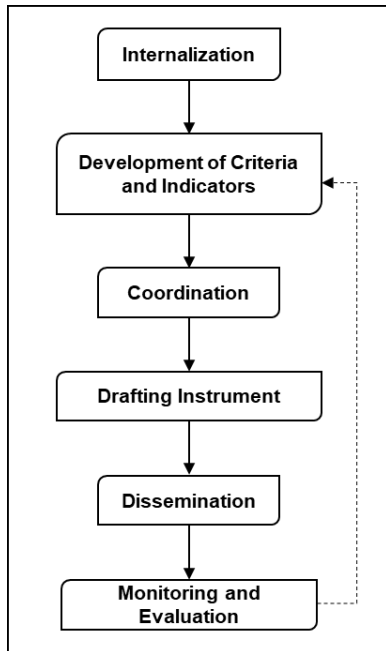 Internalization
Development of Criteria
and Indicators
Coordination
Drafting Instrument
Dissemination
Monitoring and
Evaluation